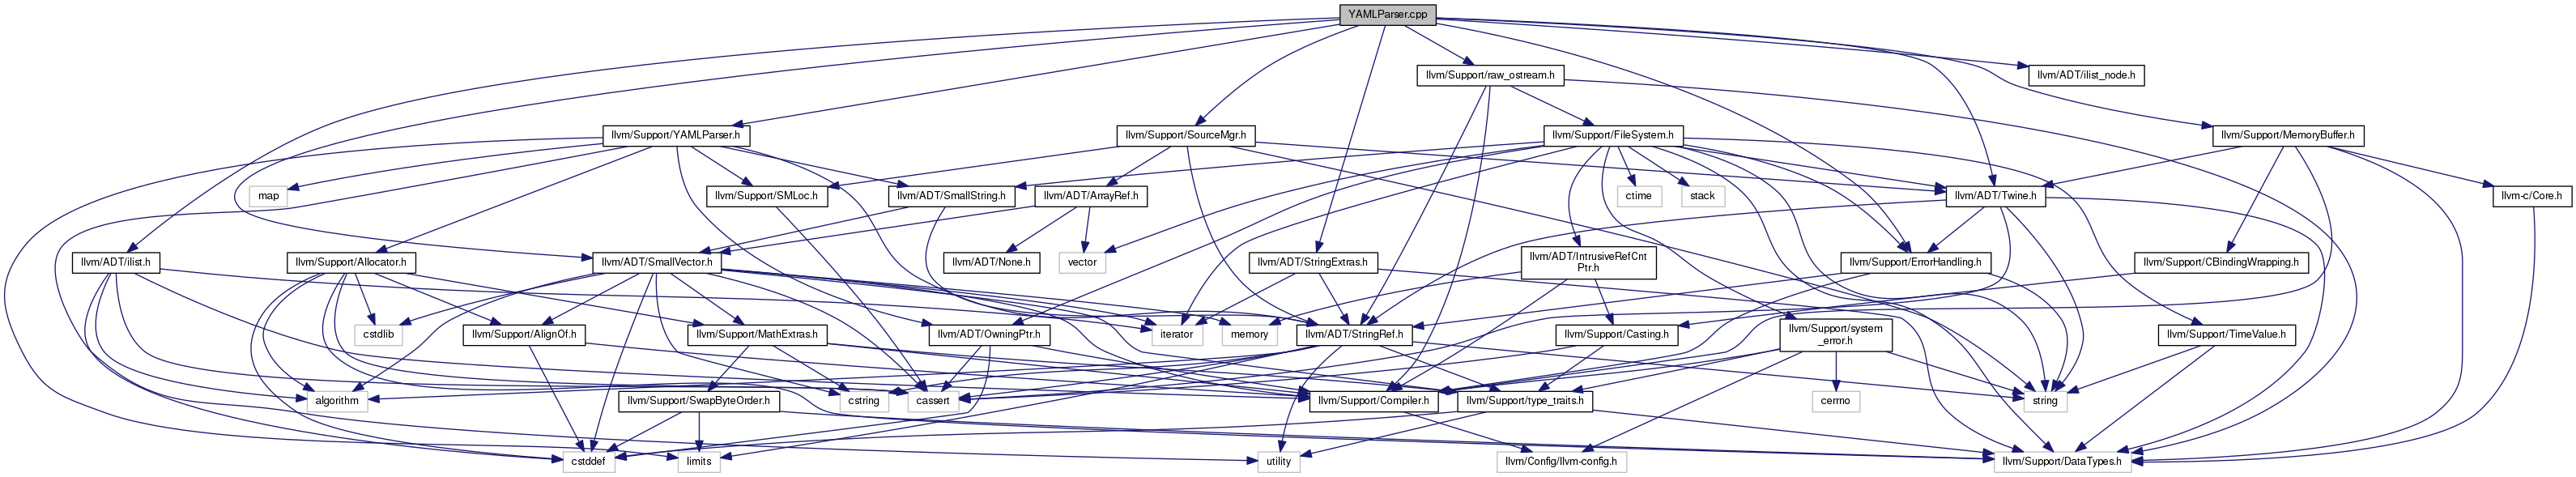 YAMLParser.cpp
llvm/Support/raw_ostream.h
llvm/ADT/ilist_node.h
llvm/Support/YAMLParser.h
llvm/Support/SourceMgr.h
llvm/Support/FileSystem.h
llvm/Support/MemoryBuffer.h
map
llvm/Support/SMLoc.h
llvm/ADT/SmallString.h
llvm/ADT/ArrayRef.h
ctime
stack
llvm/ADT/Twine.h
llvm-c/Core.h
llvm/ADT/ilist.h
llvm/Support/Allocator.h
llvm/ADT/SmallVector.h
llvm/ADT/None.h
vector
llvm/ADT/StringExtras.h
llvm/ADT/IntrusiveRefCnt
Ptr.h
llvm/Support/ErrorHandling.h
llvm/Support/CBindingWrapping.h
cstdlib
llvm/Support/AlignOf.h
llvm/Support/MathExtras.h
llvm/ADT/OwningPtr.h
iterator
memory
llvm/ADT/StringRef.h
llvm/Support/Casting.h
llvm/Support/system
_error.h
llvm/Support/TimeValue.h
algorithm
llvm/Support/SwapByteOrder.h
cstring
cassert
llvm/Support/Compiler.h
llvm/Support/type_traits.h
cerrno
string
cstddef
limits
utility
llvm/Config/llvm-config.h
llvm/Support/DataTypes.h